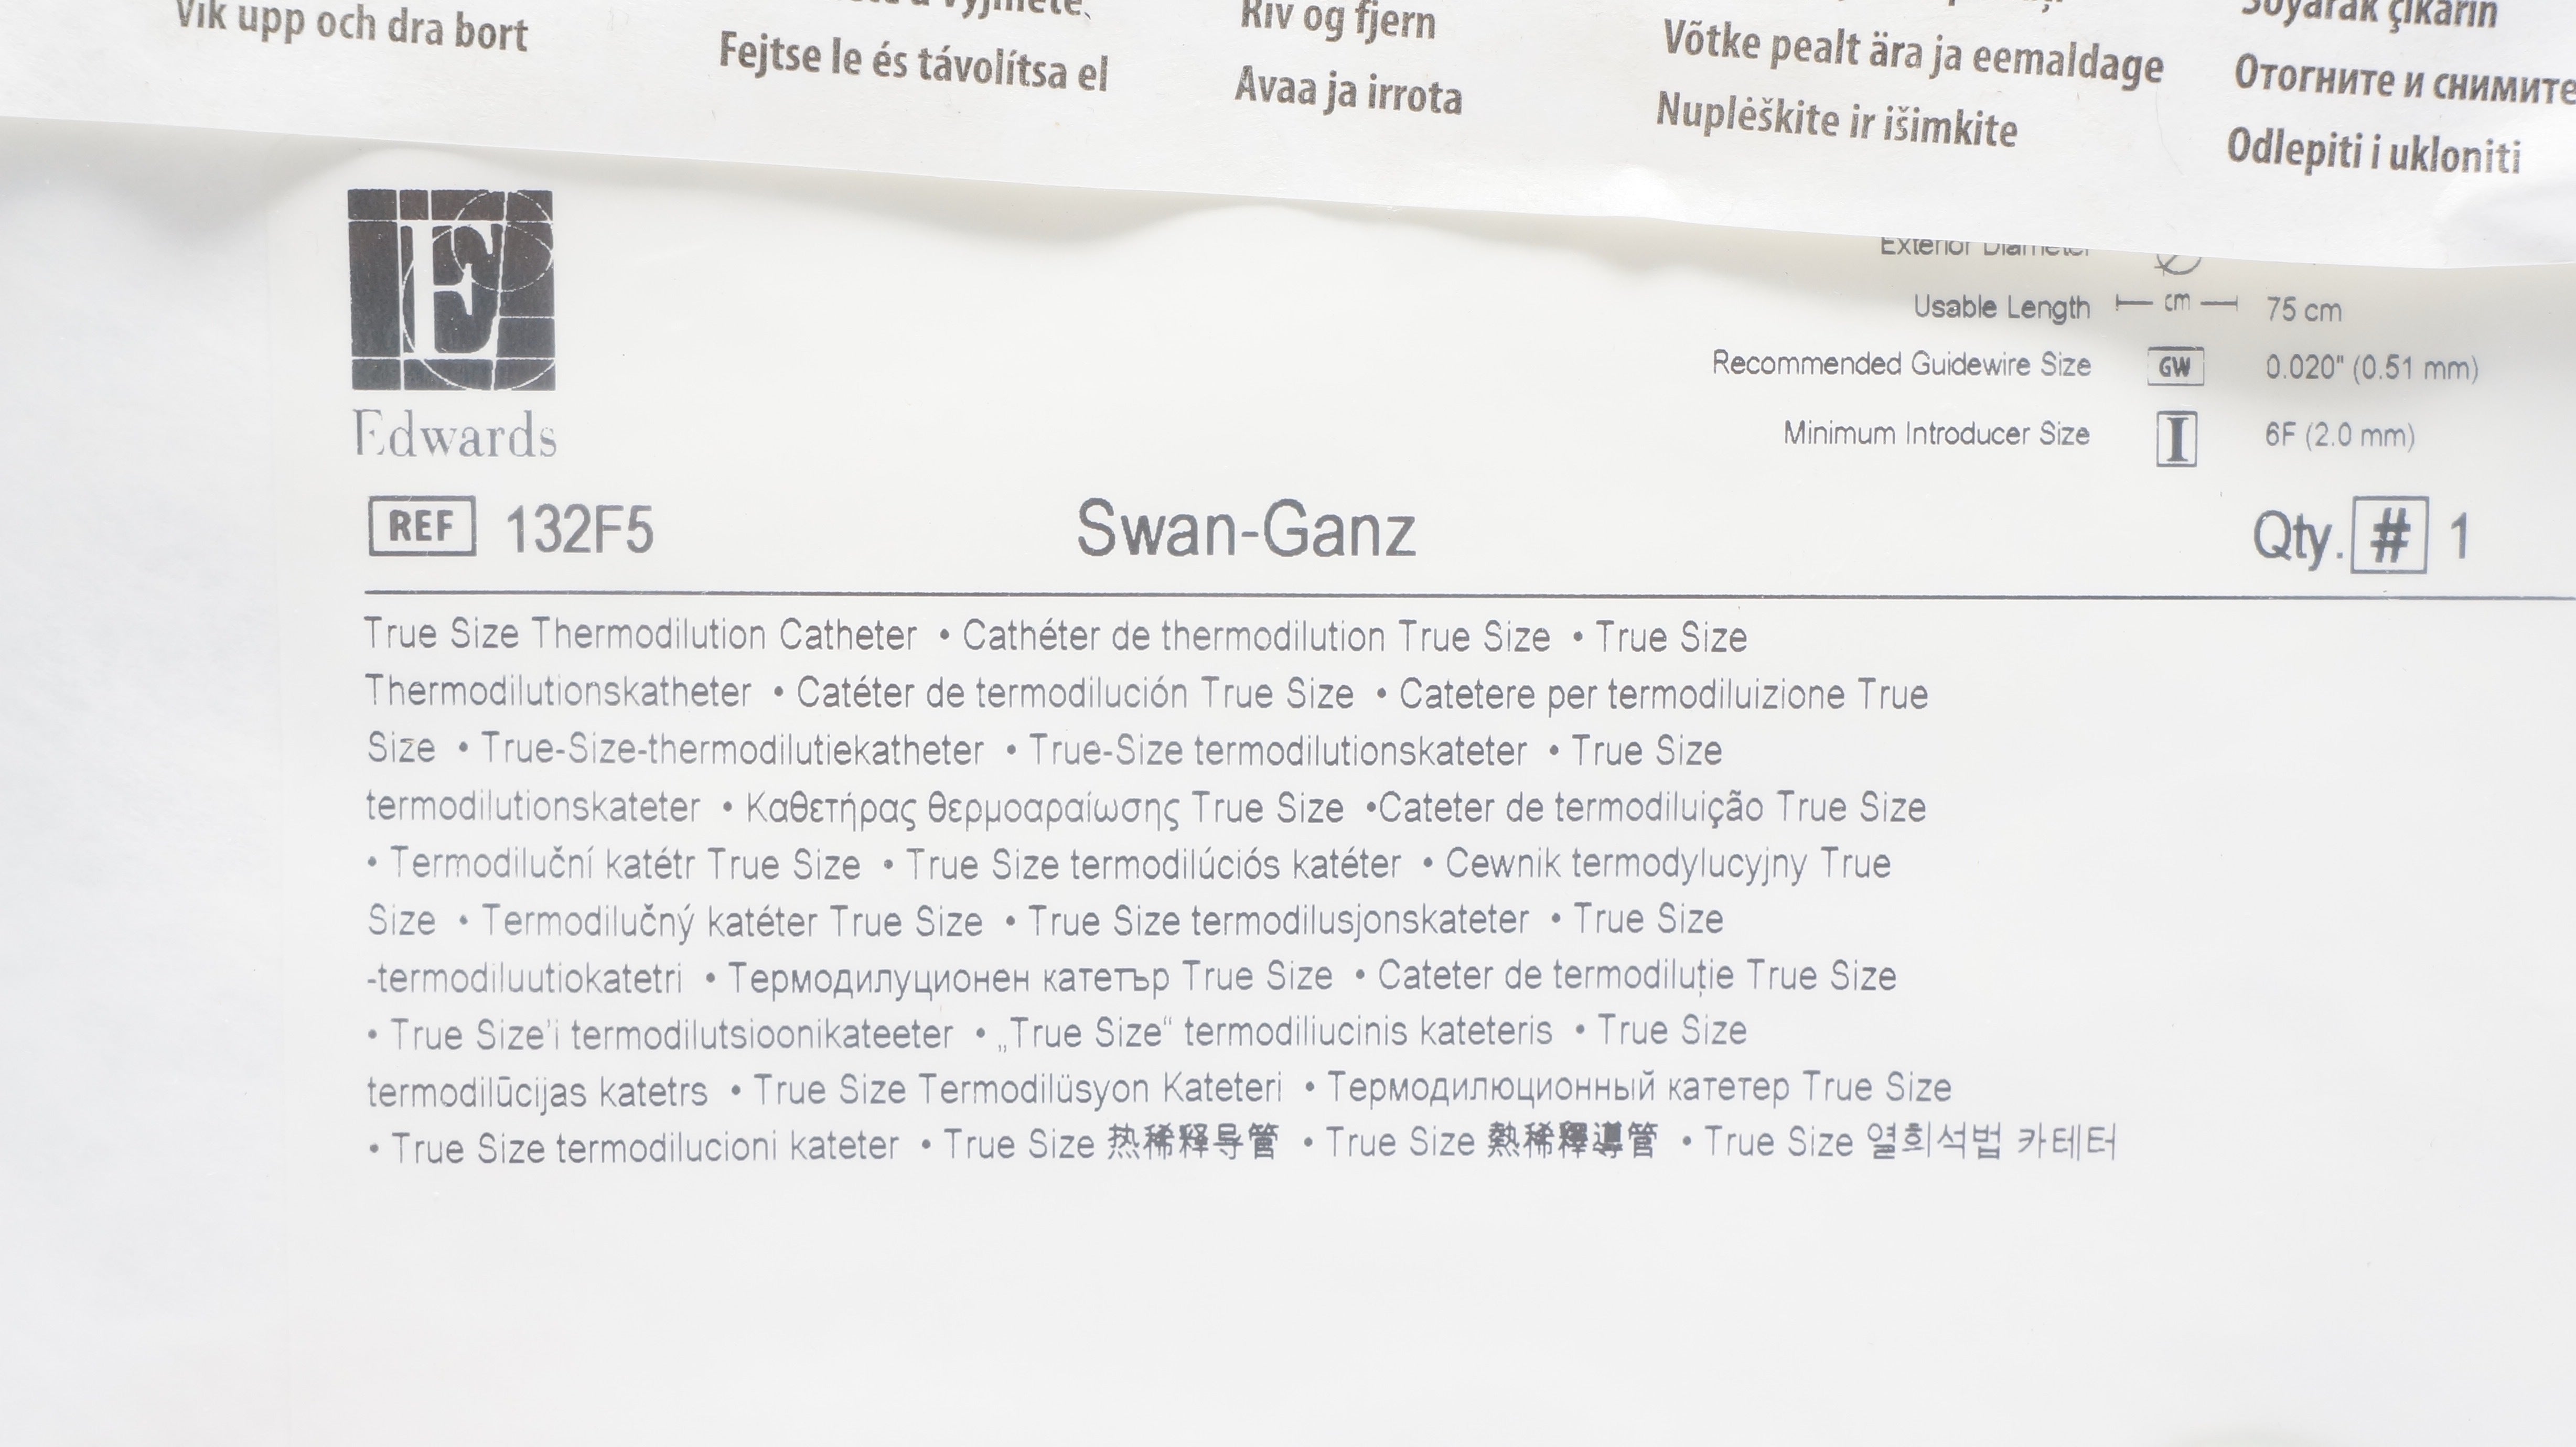 Vik upp och dra bort
Fejtse le és távolítsa el
Riv og fjern
Avaa ja irrota
Võtke pealt ära ja eemaldage
Nuplėškite ir išimkite
Soyarak çıkarın
Отогните и снимите
Odlepiti i ukloniti
E
Edwards
Exterior Diameter
Usable Length cm 75 cm
Recommended Guidewire Size GW 0.020" (0.51 mm)
Minimum Introducer Size I 6F (2.0 mm)
REF 132F5 Swan-Ganz Qty. # 1
True Size Thermodilution Catheter • Cathéter de thermodilution True Size • True Size
Thermodilutionskatheter • Catéter de termodilución True Size • Catetere per termodiluizione True
Size • True-Size-thermodilutiekatheter • True-Size termodilutionskateter • True Size
termodilutionskateter • Καθετήρας θερμοαραίωσης True Size •Cateter de termodiluição True Size
• Termodiluční katétr True Size • True Size termodilúciós katéter • Cewnik termodylucyjny True
Size • Termodilučný katéter True Size • True Size termodilusjonskateter • True Size
-termodiluutiokatetri • Термодилуционен катетър True Size • Cateter de termodiluție True Size
• True Size'i termodilutsioonikateeter • „True Size“ termodiliucinis kateteris • True Size
termodilūcijas katetrs • True Size Termodilüsyon Kateteri • Термодилюционный катетер True Size
• True Size termodilucioni kateter • True Size 热稀释导管 • True Size 熱稀釋導管 • True Size 열희석법 카테터